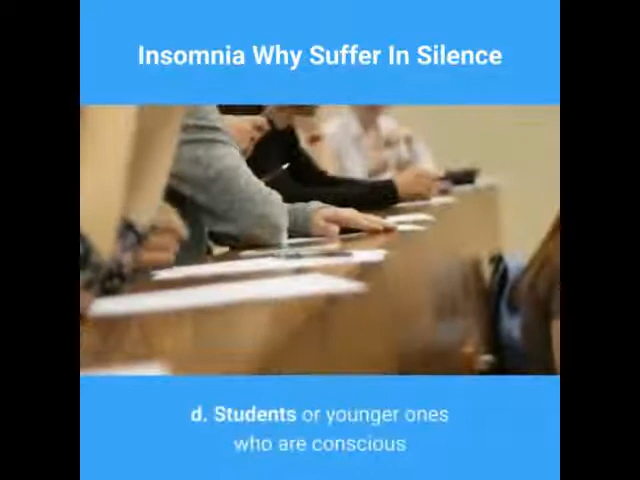 Insomnia Why Suffer In Silence
d. Students or younger ones
who are conscious